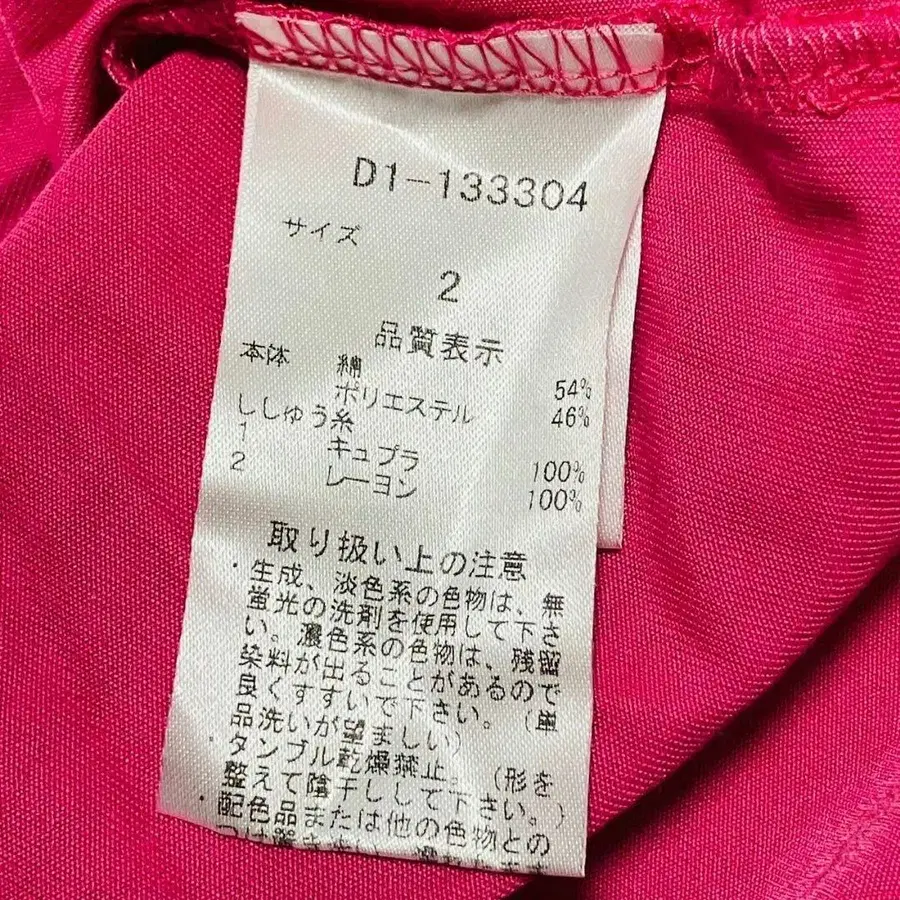 D1-133304
サイズ
2
品質表示
本体 綿 54%
ポリエステル 46%
ししゅう糸
1 キュプラ 100%
2 レーヨン 100%
取り扱い上の注意
・生成、淡色系の色物は、無
蛍光の洗剤を使用して下さ
い。濃色系の色物は、残留
染料が出ることがあるので
良くすすいで下さい。（単
品洗いが望ましい）
・タンブル乾燥禁止。（形を
整えて陰干しして下さい。）
・配色品または他の色物との